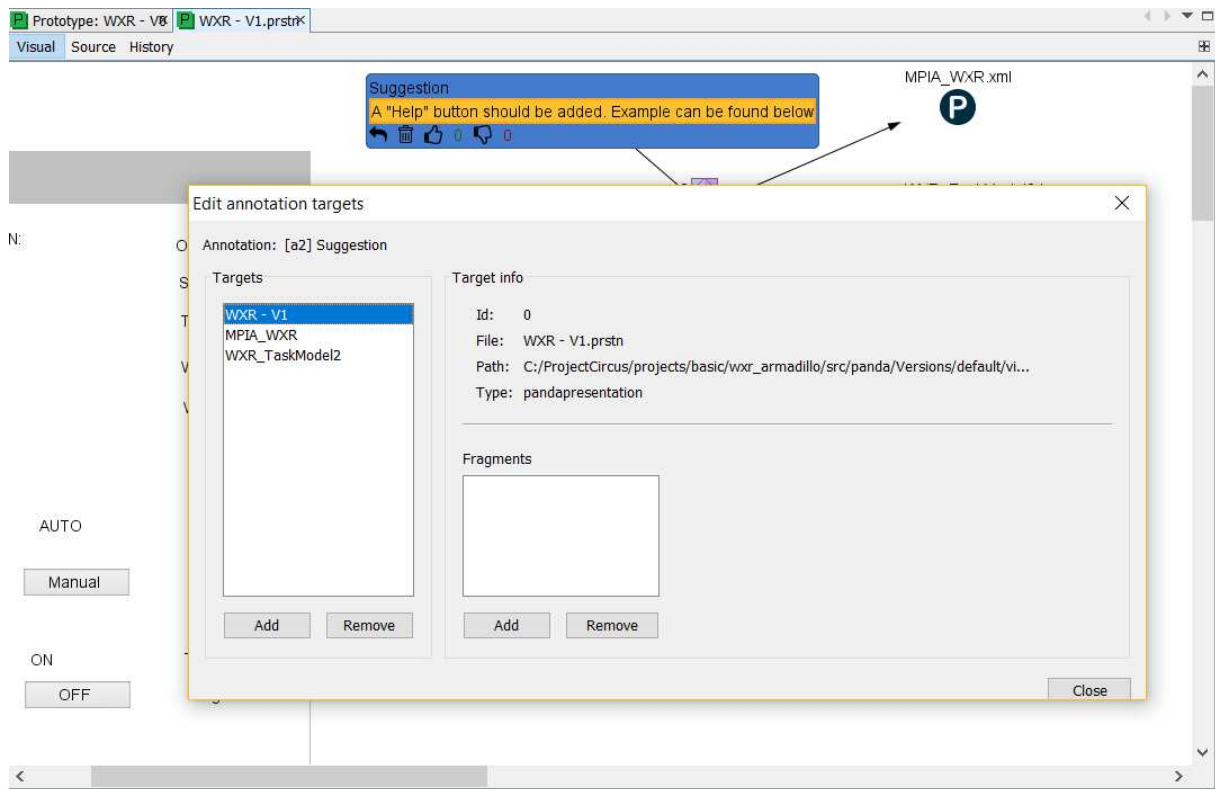 Prototype: WXR - V
WXR - V1.prstn
Visual Source History
Suggestion
A "Help" button should be added. Example can be found below
0 0
MPIA_WXR.xml
P
Edit annotation targets
N:
O
Annotation: [a2] Suggestion
S
T
W
V
Targets
WXR - V1
MPIA_WXR
WXR_TaskModel2
Add Remove
Target info
Id: 0
File: WXR - V1.prstn
Path: C:/ProjectCircus/projects/basic/wxr_armadillo/src/panda/Versions/default/vi...
Type: pandapresentation
Fragments
Add Remove
AUTO
Manual
ON
OFF
Close